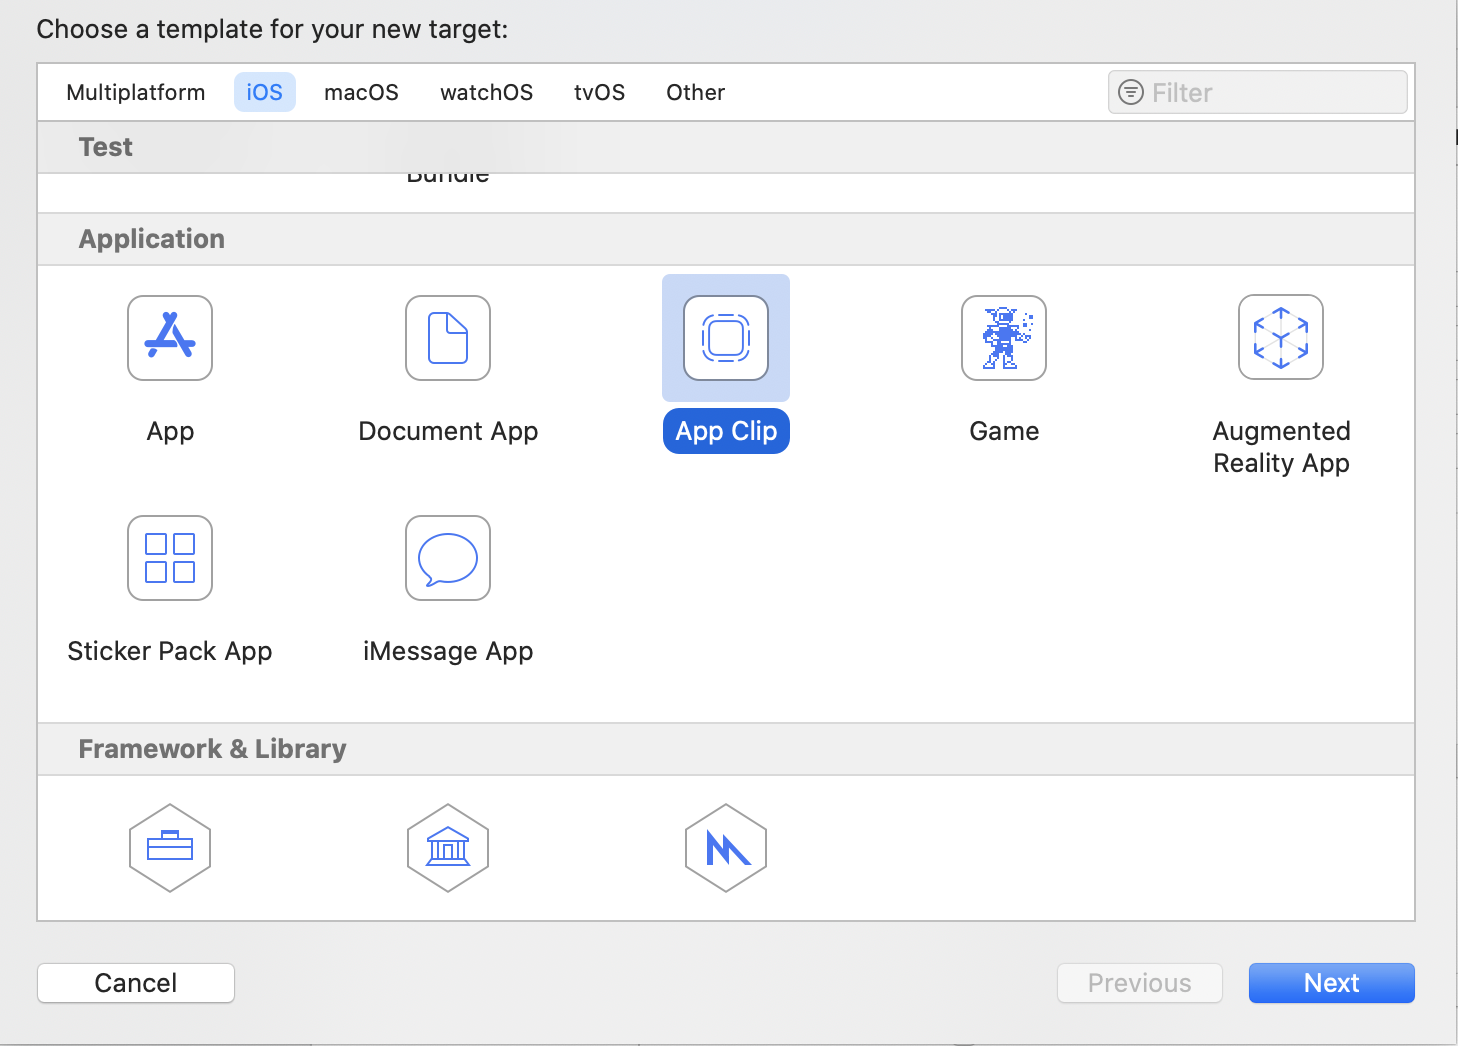 Choose a template for your new target:
Multiplatform iOS macOS watchOS tvOS Other Filter
Test
Bundle
Application
App Document App App Clip Game Augmented
Reality App
Sticker Pack App iMessage App
Framework & Library
Cancel Previous Next